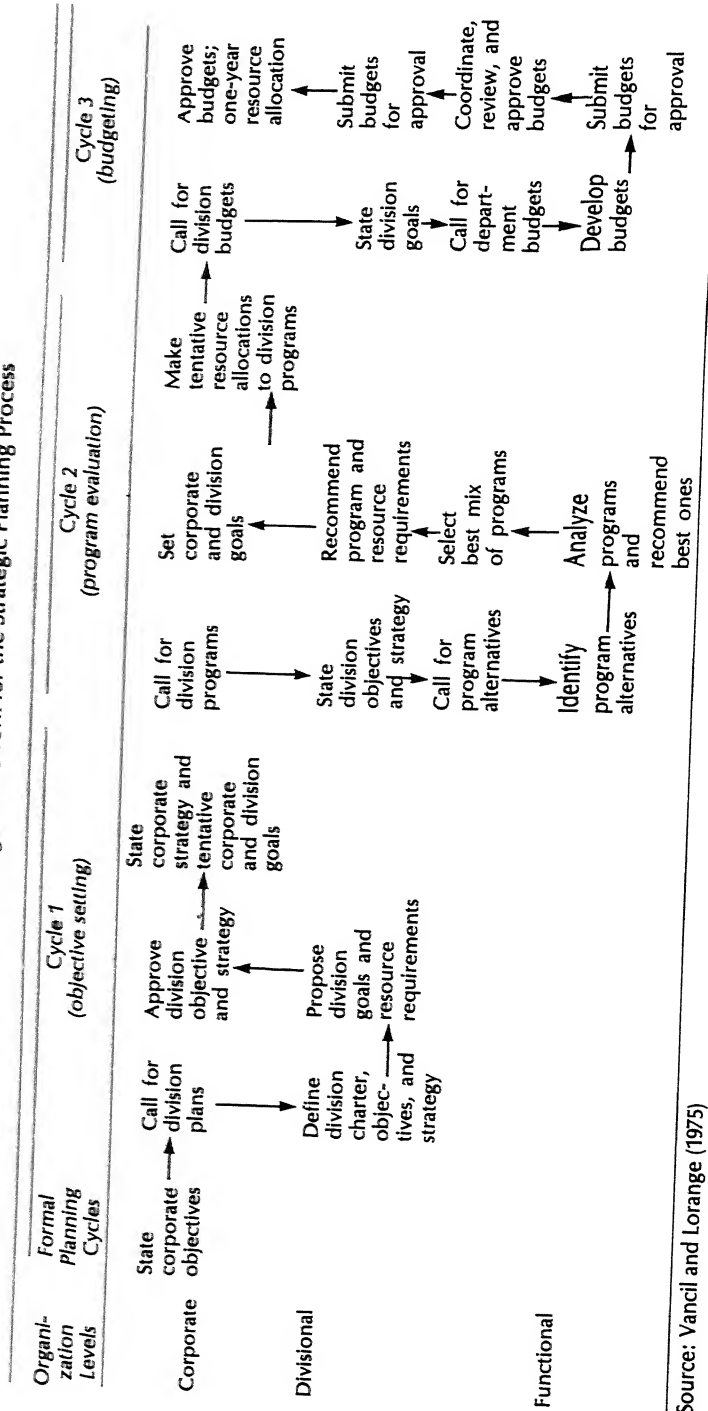 for the Strategic Planning Process
Organi-
zation
Levels
Formal
Planning
Cycles
Cycle 1
(objective setting)
Cycle 2
(program evaluation)
Cycle 3
(budgeting)
Corporate
State
corporate
objectives
Call for
division
plans
Approve
division
objective
and strategy
State
corporate
strategy and
tentative
corporate
and division
goals
Call for
division
programs
Set
corporate
and division
goals
Make
tentative
resource
allocations
to division
programs
Call for
division
budgets
Approve
budgets;
one-year
resource
allocation
Divisional
Define
division
charter,
objec-
tives, and
strategy
Propose
division
goals and
resource
requirements
State
division
objectives
and strategy
Call for
program
alternatives
Recommend
program and
resource
requirements
Select
best mix
of programs
State
division
goals
Call for
depart-
ment
budgets
Submit
budgets
for
approval
Coordinate,
review, and
approve
budgets
Functional
Identify
program
alternatives
Analyze
programs
and
recommend
best ones
Develop
budgets
Submit
budgets
for
approval
Source: Vancil and Lorange (1975)